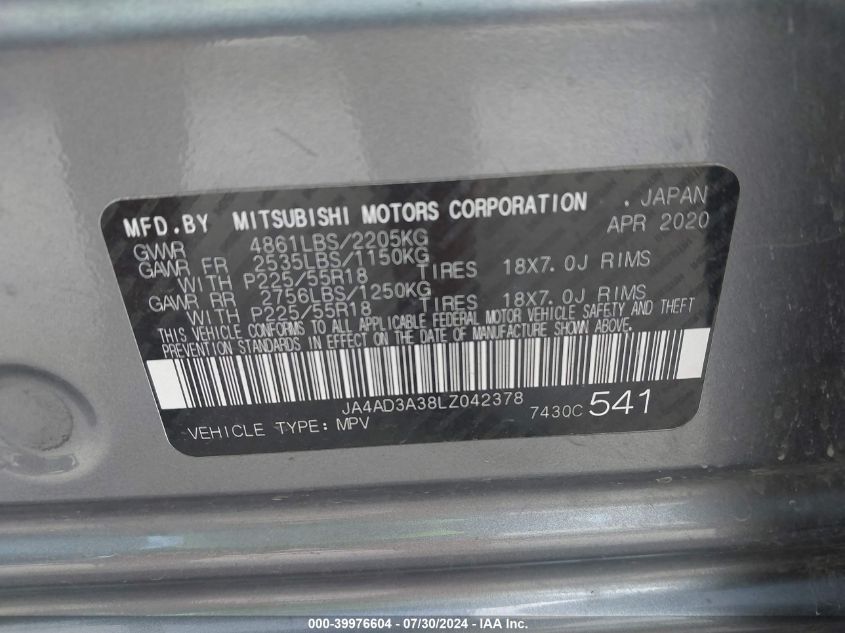 MFD.BY MITSUBISHI MOTORS CORPORATION . JAPAN
GVWR 4861LBS/2205KG APR 2020
GAWR FR 2535LBS/1150KG
WITH P225/55R18 TIRES 18X7.0J RIMS
GAWR RR 2756LBS/1250KG
WITH P225/55R18 TIRES 18X7.0J RIMS
THIS VEHICLE CONFORMS TO ALL APPLICABLE FEDERAL MOTOR VEHICLE SAFETY AND THEFT
PREVENTION STANDARDS IN EFFECT ON THE DATE OF MANUFACTURE SHOWN ABOVE.
JA4AD3A38LZ042378 7430C 541
VEHICLE TYPE: MPV
000-39976604 - 07/30/2024 - IAA Inc.